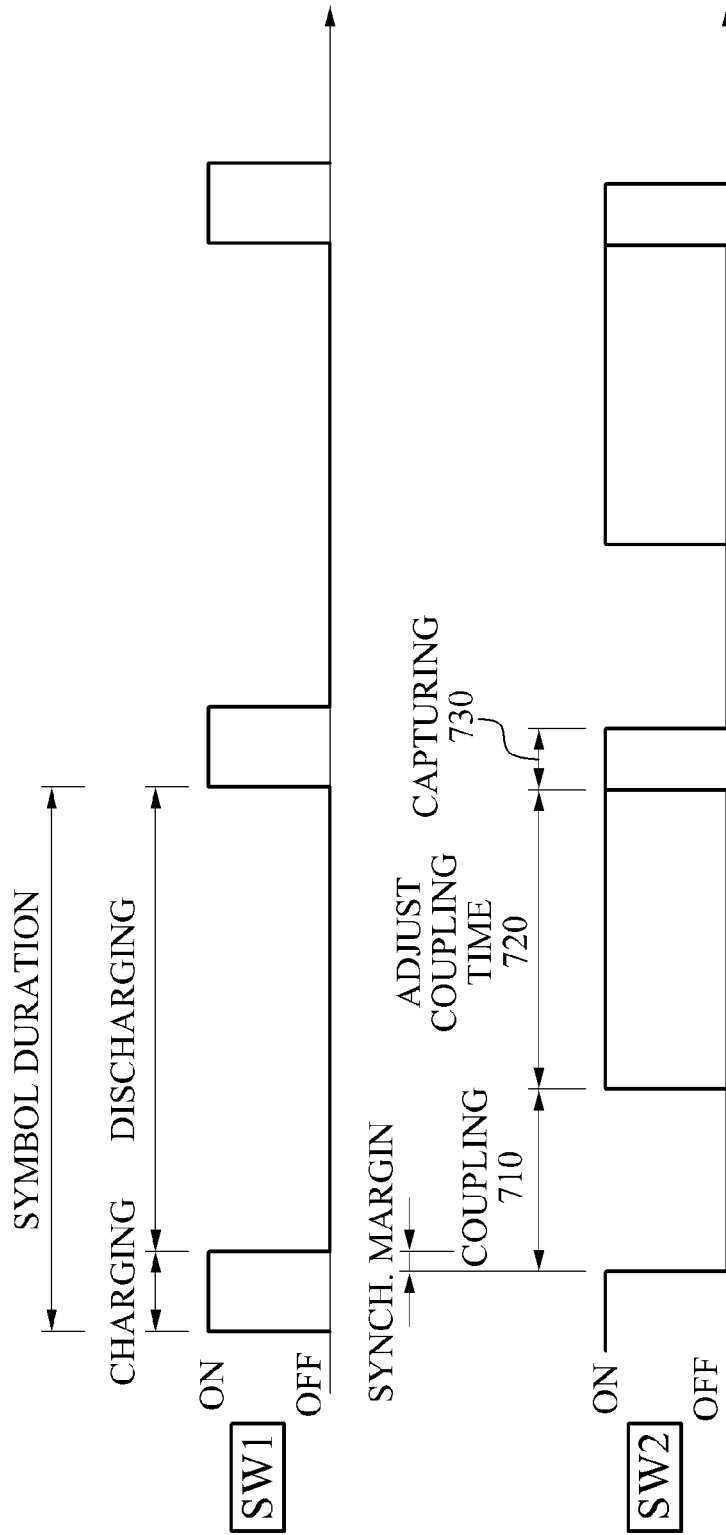 SYMBOL DURATION
CHARGING
DISCHARGING
ON
OFF
SW1
SYNCH. MARGIN
COUPLING
710
ADJUST
COUPLING
TIME
720
CAPTURING
730
ON
OFF
SW2